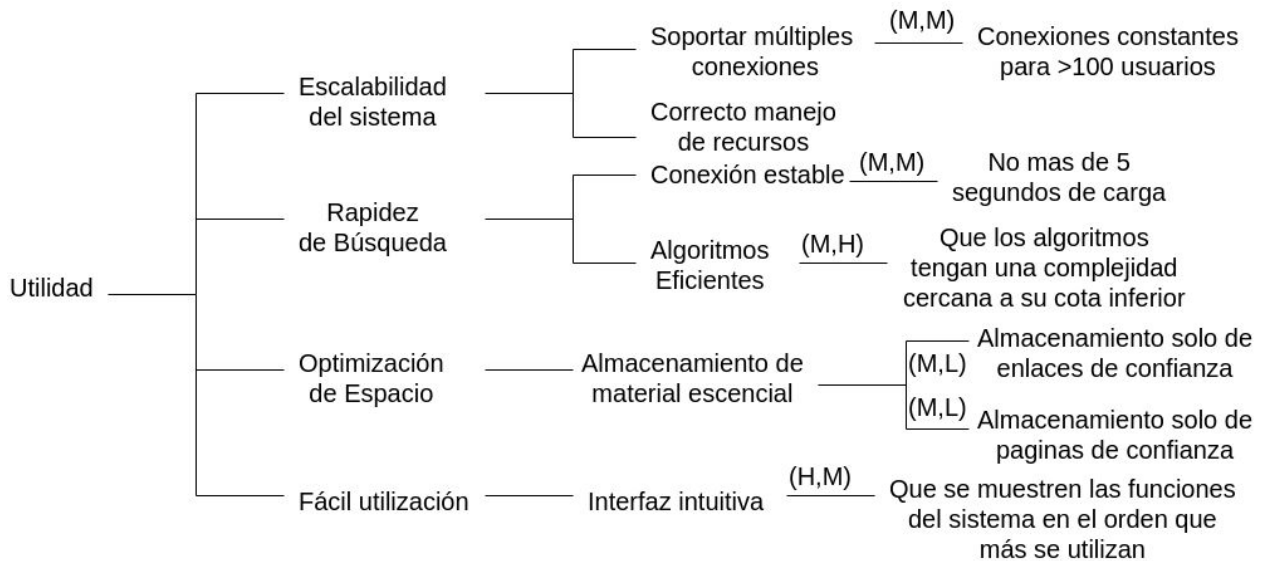 Utilidad
Escalabilidad
del sistema
Soportar múltiples
conexiones
(M,M)
Conexiones constantes
para >100 usuarios
Correcto manejo
de recursos
Rapidez
de Búsqueda
Conexión estable
(M,M)
No mas de 5
segundos de carga
Algoritmos
Eficientes
(M,H)
Que los algoritmos
tengan una complejidad
cercana a su cota inferior
Optimización
de Espacio
Almacenamiento de
material escencial
(M,L)
Almacenamiento solo de
enlaces de confianza
(M,L)
Almacenamiento solo de
paginas de confianza
Fácil utilización
Interfaz intuitiva
(H,M)
Que se muestren las funciones
del sistema en el orden que
más se utilizan